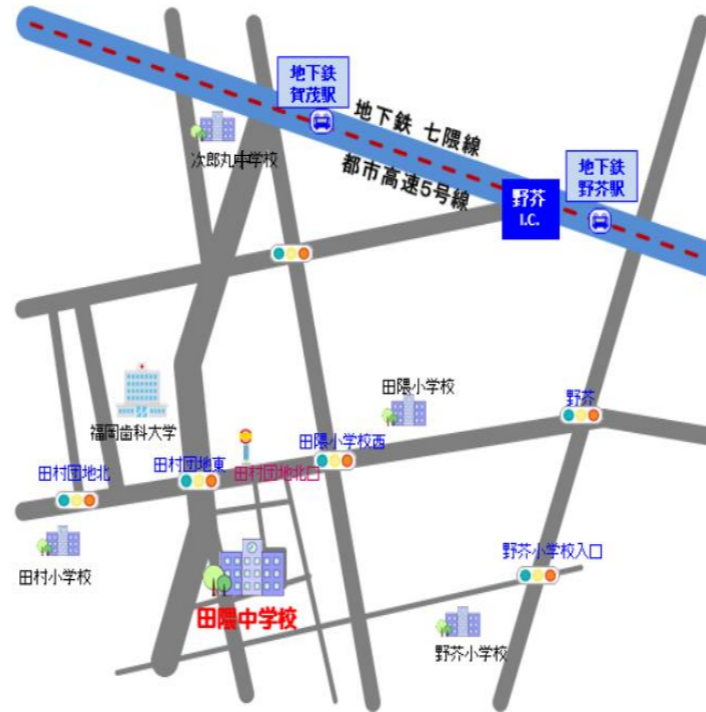 地下鉄
賀茂駅
地下鉄 七隈線
次郎丸中学校
都市高速5号線
地下鉄
野芥駅
野芥
I.C.
田隈小学校
野芥
福岡歯科大学
田隈小学校西
田村団地東
田村団地北口
田村団地北
野芥小学校入口
田村小学校
田隈中学校
野芥小学校